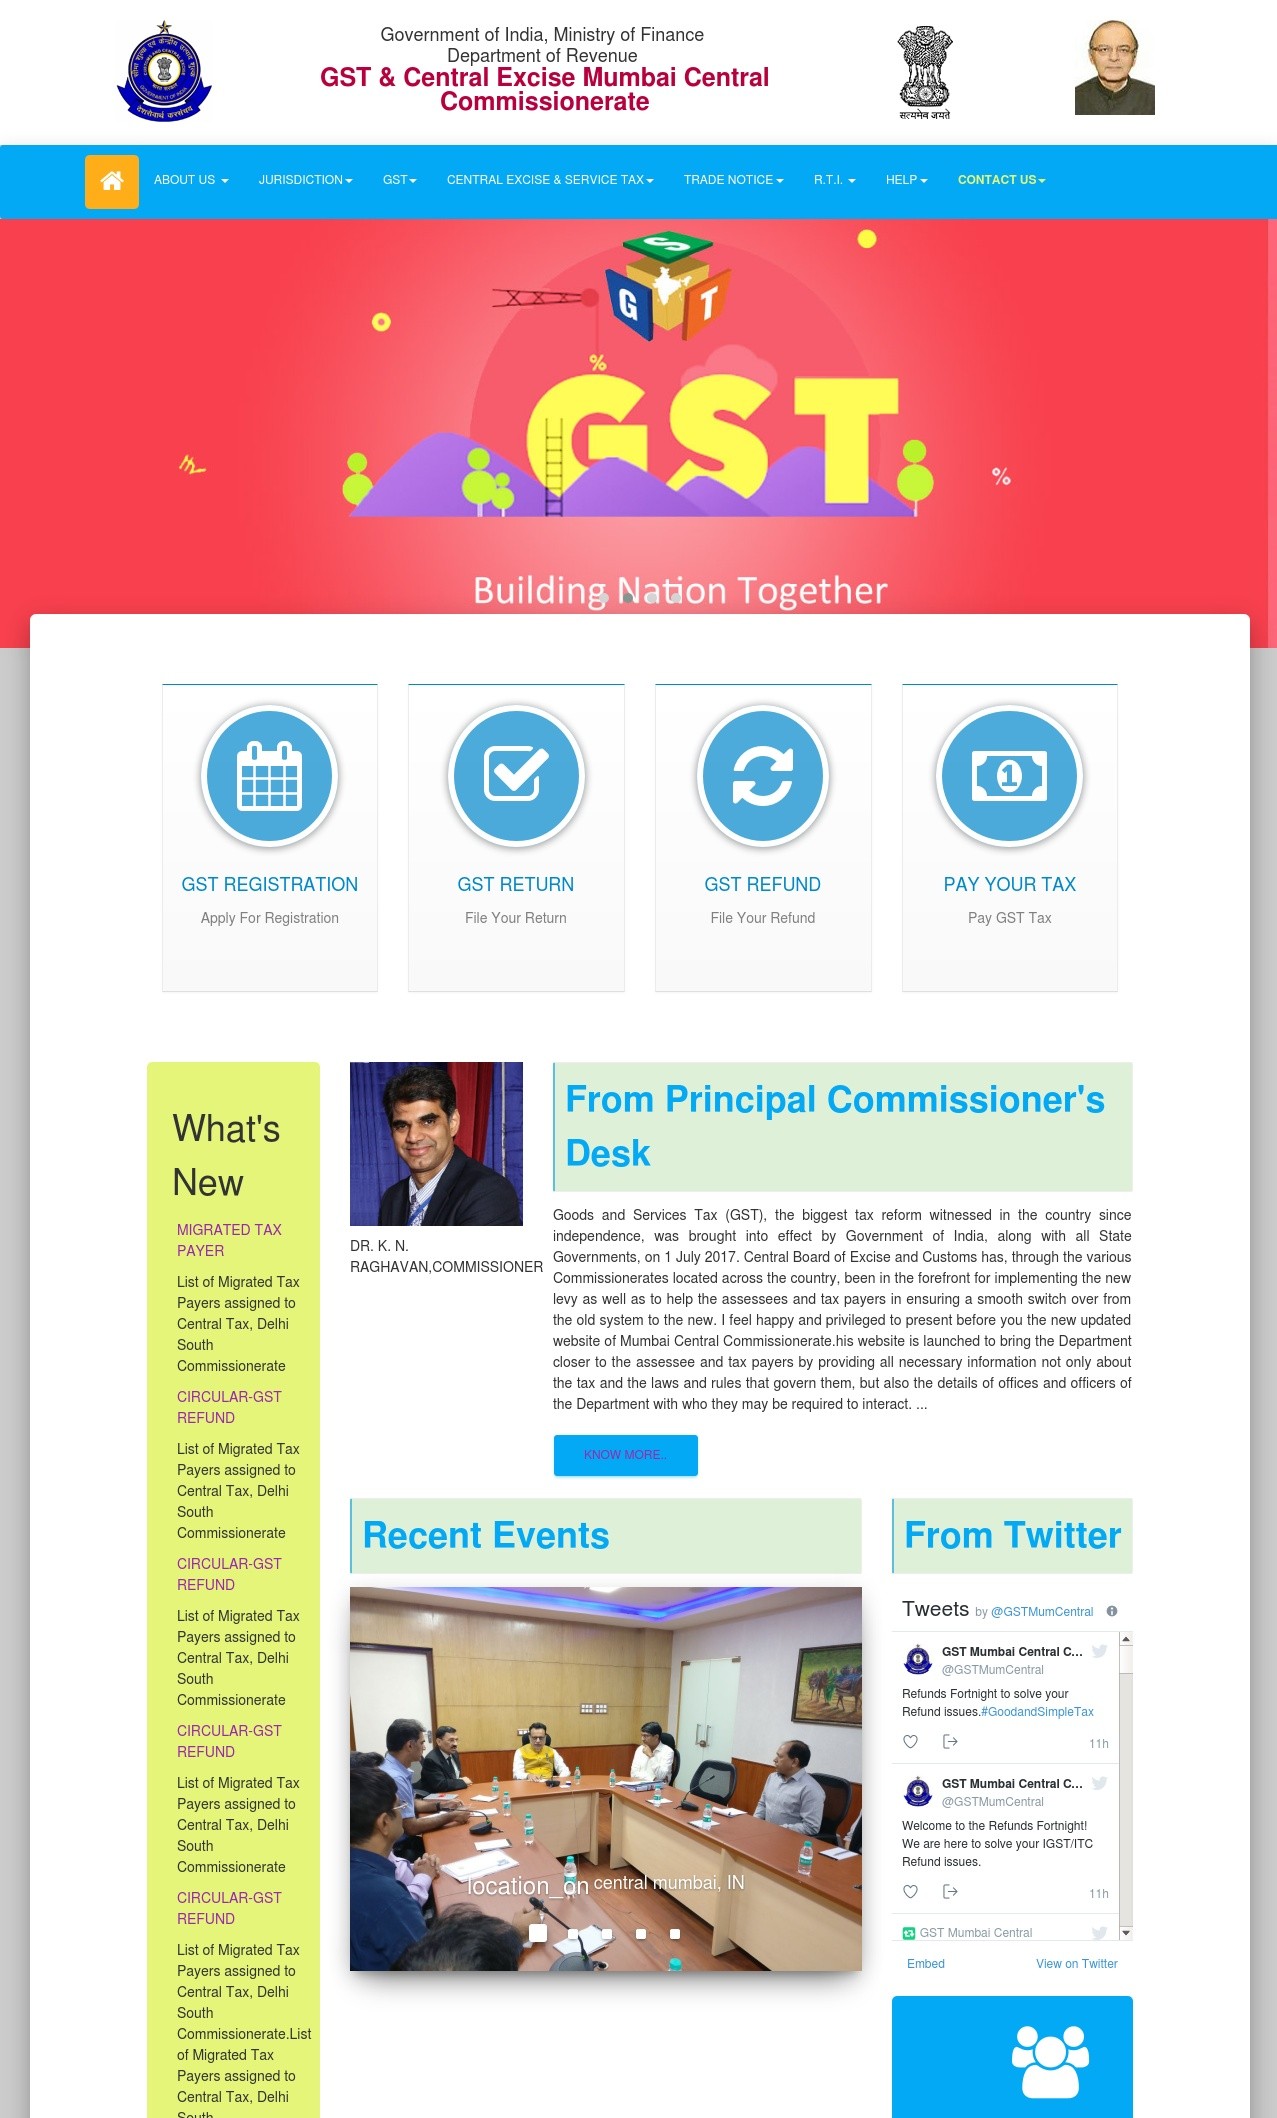 Government of India, Ministry of Finance
Department of Revenue
GST & Central Excise Mumbai Central
Commissionerate
सत्यमेव जयते
ABOUT US
JURISDICTION
GST
CENTRAL EXCISE & SERVICE TAX
TRADE NOTICE
R.T.I.
HELP
CONTACT US
S
G T
%
GST
%
Building Nation Together
GST REGISTRATION
Apply For Registration
GST RETURN
File Your Return
GST REFUND
File Your Refund
1
PAY YOUR TAX
Pay GST Tax
What's
New
MIGRATED TAX
PAYER
List of Migrated Tax
Payers assigned to
Central Tax, Delhi
South
Commissionerate
CIRCULAR-GST
REFUND
List of Migrated Tax
Payers assigned to
Central Tax, Delhi
South
Commissionerate
CIRCULAR-GST
REFUND
List of Migrated Tax
Payers assigned to
Central Tax, Delhi
South
Commissionerate
CIRCULAR-GST
REFUND
List of Migrated Tax
Payers assigned to
Central Tax, Delhi
South
Commissionerate
CIRCULAR-GST
REFUND
List of Migrated Tax
Payers assigned to
Central Tax, Delhi
South
Commissionerate.List
of Migrated Tax
Payers assigned to
Central Tax, Delhi
South
DR. K. N.
RAGHAVAN,COMMISSIONER
From Principal Commissioner's
Desk
Goods and Services Tax (GST), the biggest tax reform witnessed in the country since
independence, was brought into effect by Government of India, along with all State
Governments, on 1 July 2017. Central Board of Excise and Customs has, through the various
Commissionerates located across the country, been in the forefront for implementing the new
levy as well as to help the assessees and tax payers in ensuring a smooth switch over from
the old system to the new. I feel happy and privileged to present before you the new updated
website of Mumbai Central Commissionerate.his website is launched to bring the Department
closer to the assessee and tax payers by providing all necessary information not only about
the tax and the laws and rules that govern them, but also the details of offices and officers of
the Department with who they may be required to interact. ...
KNOW MORE..
Recent Events
location_on central mumbai, IN
From Twitter
Tweets by @GSTMumCentral
GST Mumbai Central C...
@GSTMumCentral
Refunds Fortnight to solve your
Refund issues.#GoodandSimpleTax
11h
GST Mumbai Central C...
@GSTMumCentral
Welcome to the Refunds Fortnight!
We are here to solve your IGST/ITC
Refund issues.
11h
GST Mumbai Central
Embed
View on Twitter